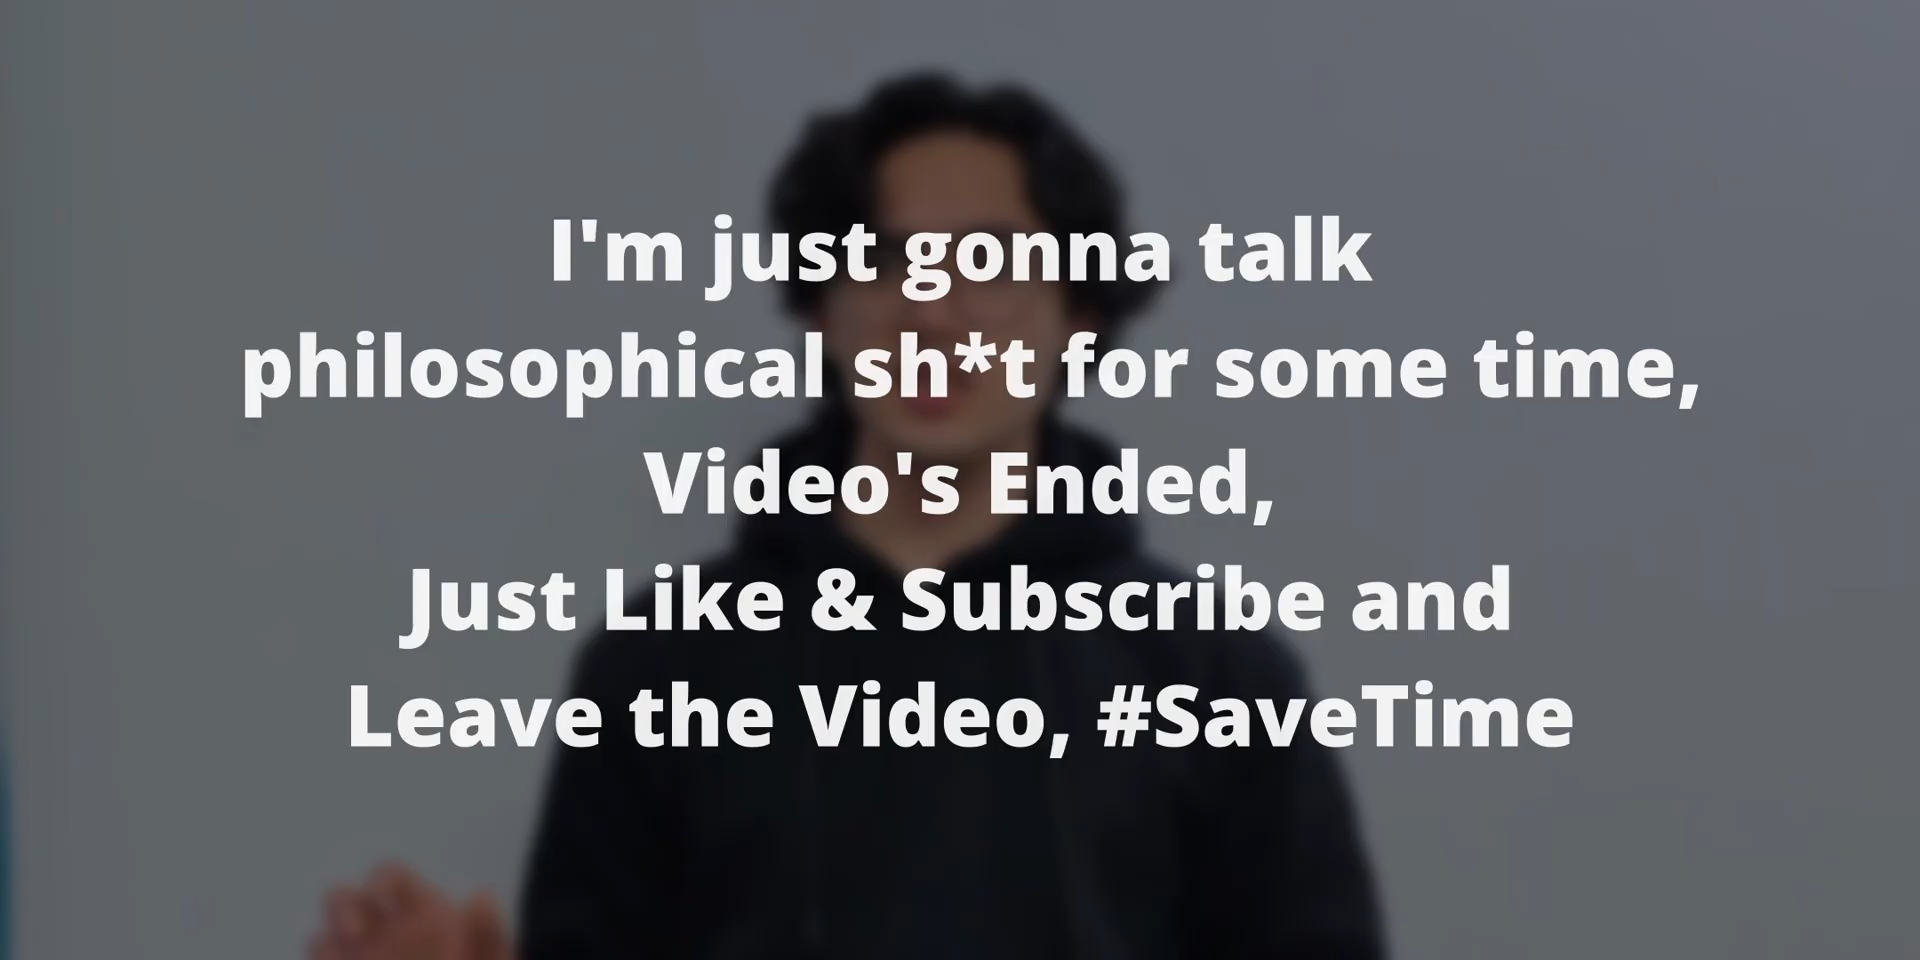 I'm just gonna talk
philosophical sh*t for some time,
Video's Ended,
Just Like & Subscribe and
Leave the Video, #SaveTime